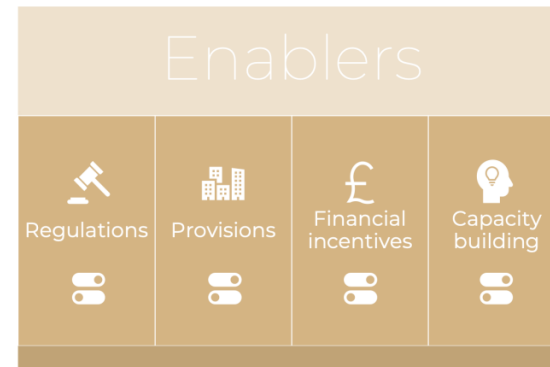 Enablers
Regulations
Provisions
£
Financial
incentives
Capacity
building